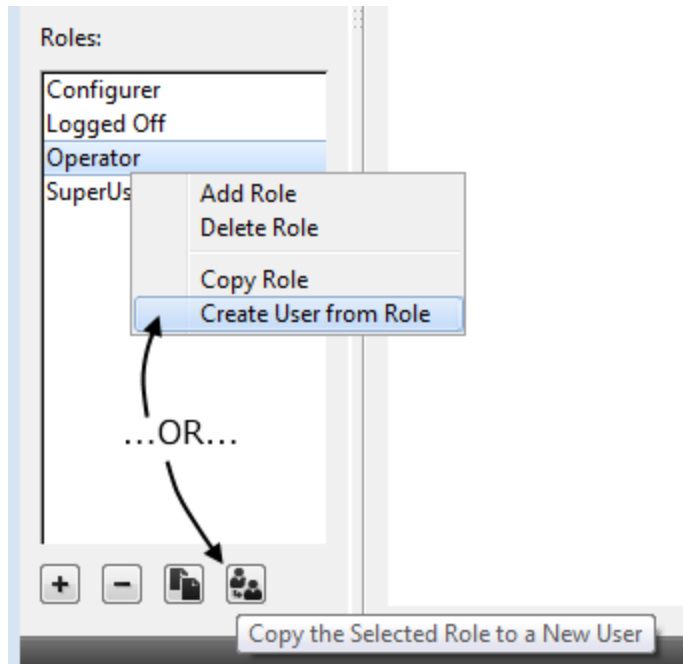 Roles:
Configurer
Logged Off
Operator
SuperUs
Add Role
Delete Role
Copy Role
Create User from Role
...OR...
+ -
Copy the Selected Role to a New User